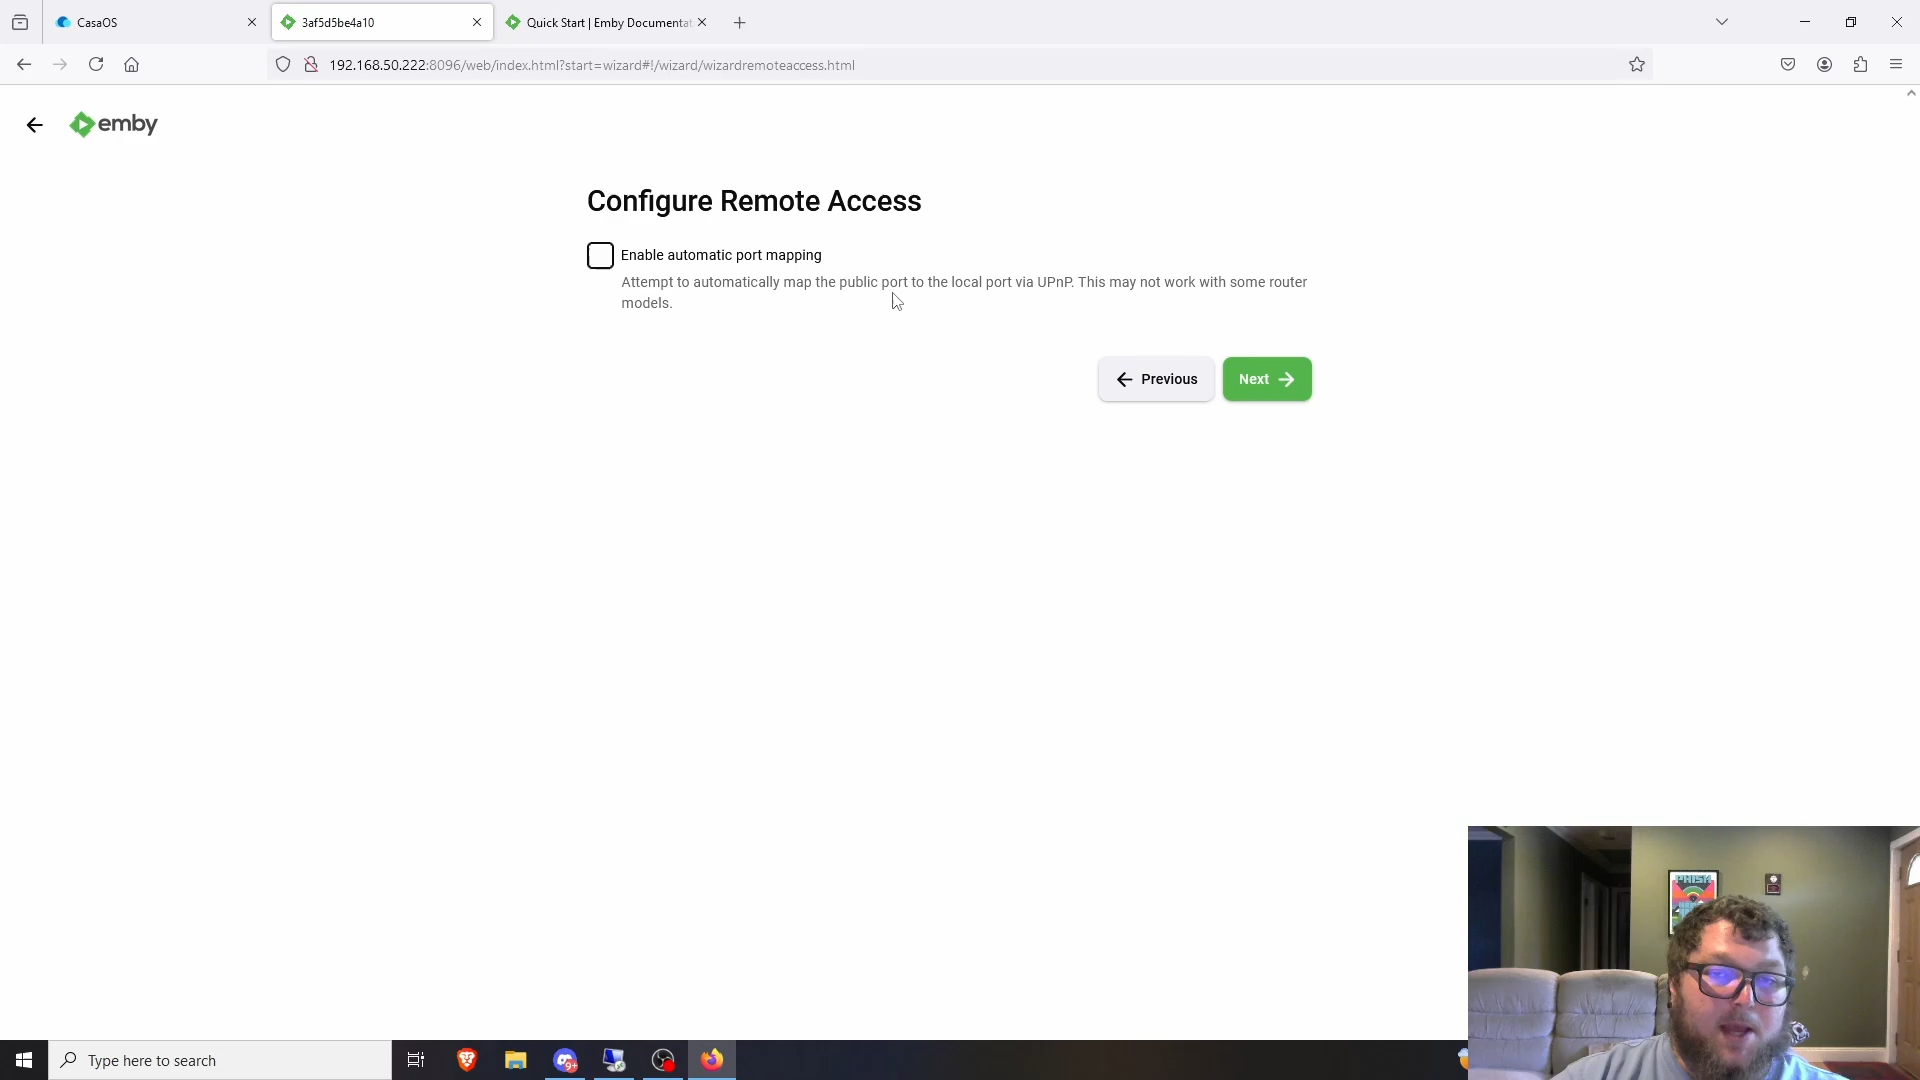 CasaOS
3af5d5be4a10
Quick Start | Emby Documentat
192.168.50.222:8096/web/index.html?start=wizard#!/wizard/wizardremoteaccess.html
emby
Configure Remote Access
Enable automatic port mapping
Attempt to automatically map the public port to the local port via UPnP. This may not work with some router
models.
Previous
Next
PHISH
Type here to search
9+